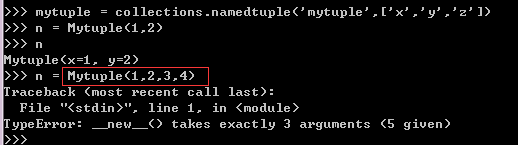 >>> mytuple = collections.namedtuple('mytuple',['x','y','z'])
>>> n = Mytuple(1,2)
>>> n
Mytuple(x=1, y=2)
>>> n = Mytuple(1,2,3,4)
Traceback (most recent call last):
  File "<stdin>", line 1, in <module>
TypeError: __new__() takes exactly 3 arguments (5 given)
>>>